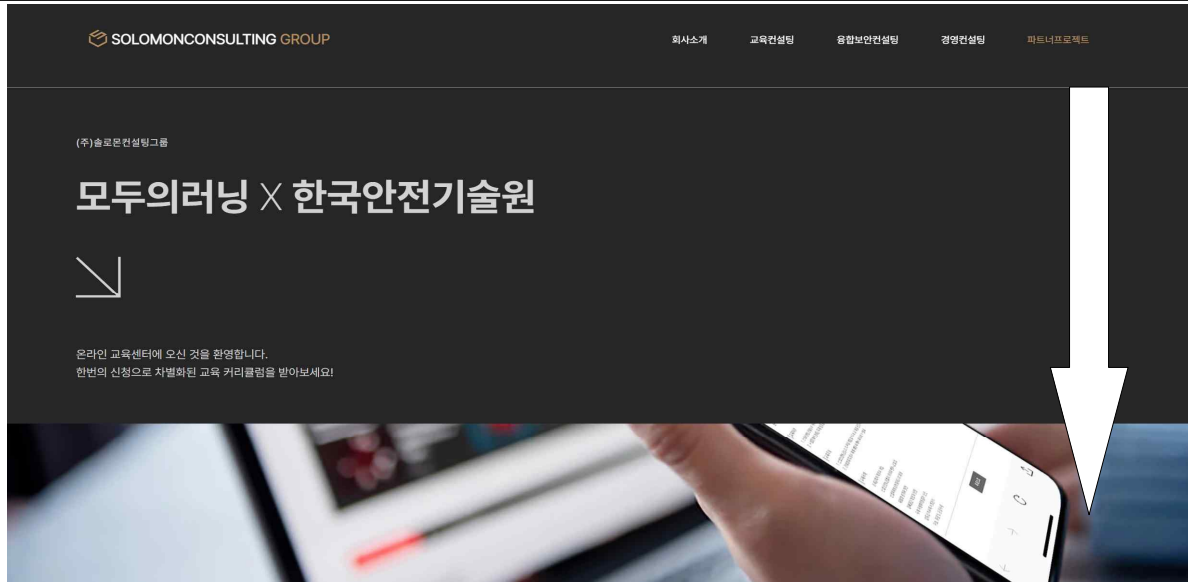 SOLOMONCONSULTING GROUP
회사소개 교육컨설팅 융합보안컨설팅 경영컨설팅 파트너프로젝트
(주)솔로몬컨설팅그룹
모두의러닝 X 한국안전기술원
온라인 교육센터에 오신 것을 환영합니다.
한번의 신청으로 차별화된 교육 커리큘럼을 받아보세요!